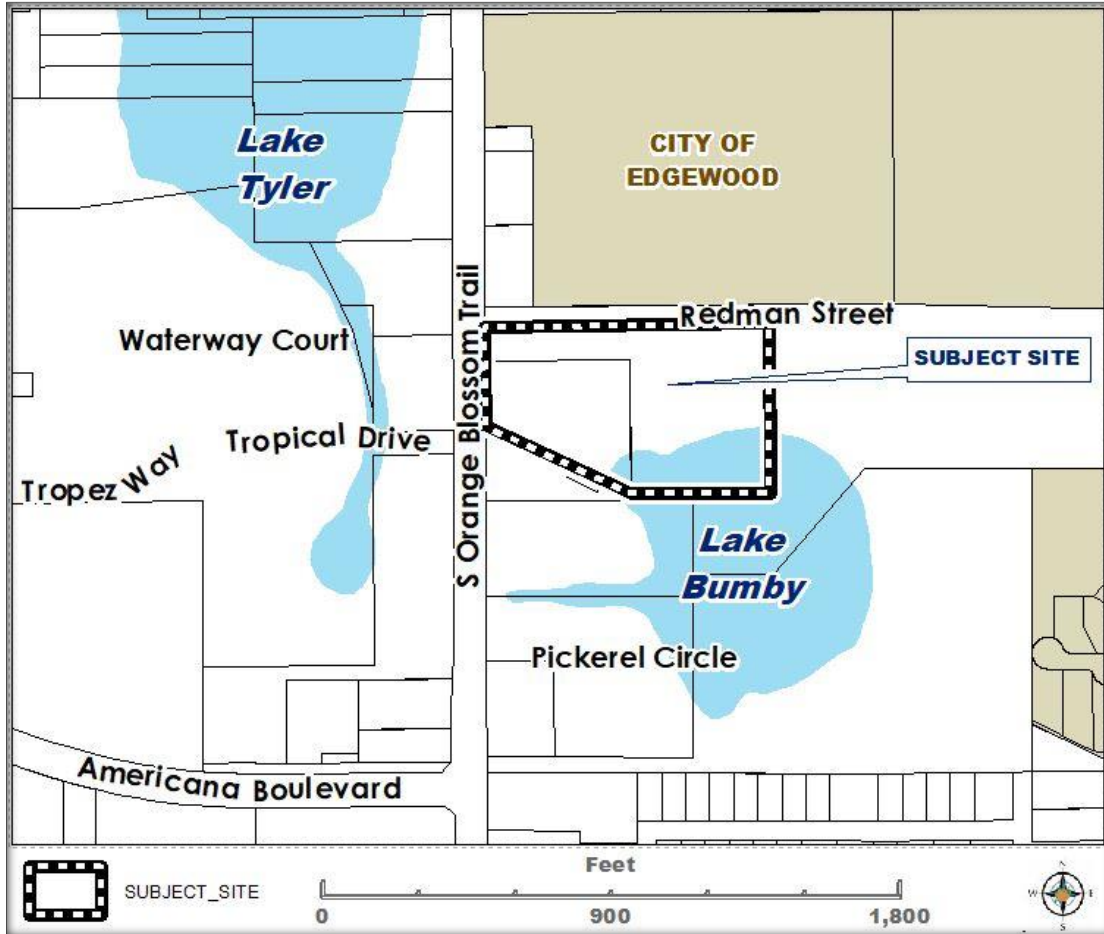 Lake
Tyler
CITY OF
EDGEWOOD
Redman Street
Waterway Court
SUBJECT SITE
S Orange Blossom Trail
Tropical Drive
Tropez Way
Lake
Bumby
Pickerel Circle
Americana Boulevard
SUBJECT_SITE
Feet
0 900 1,800
N
W E
S